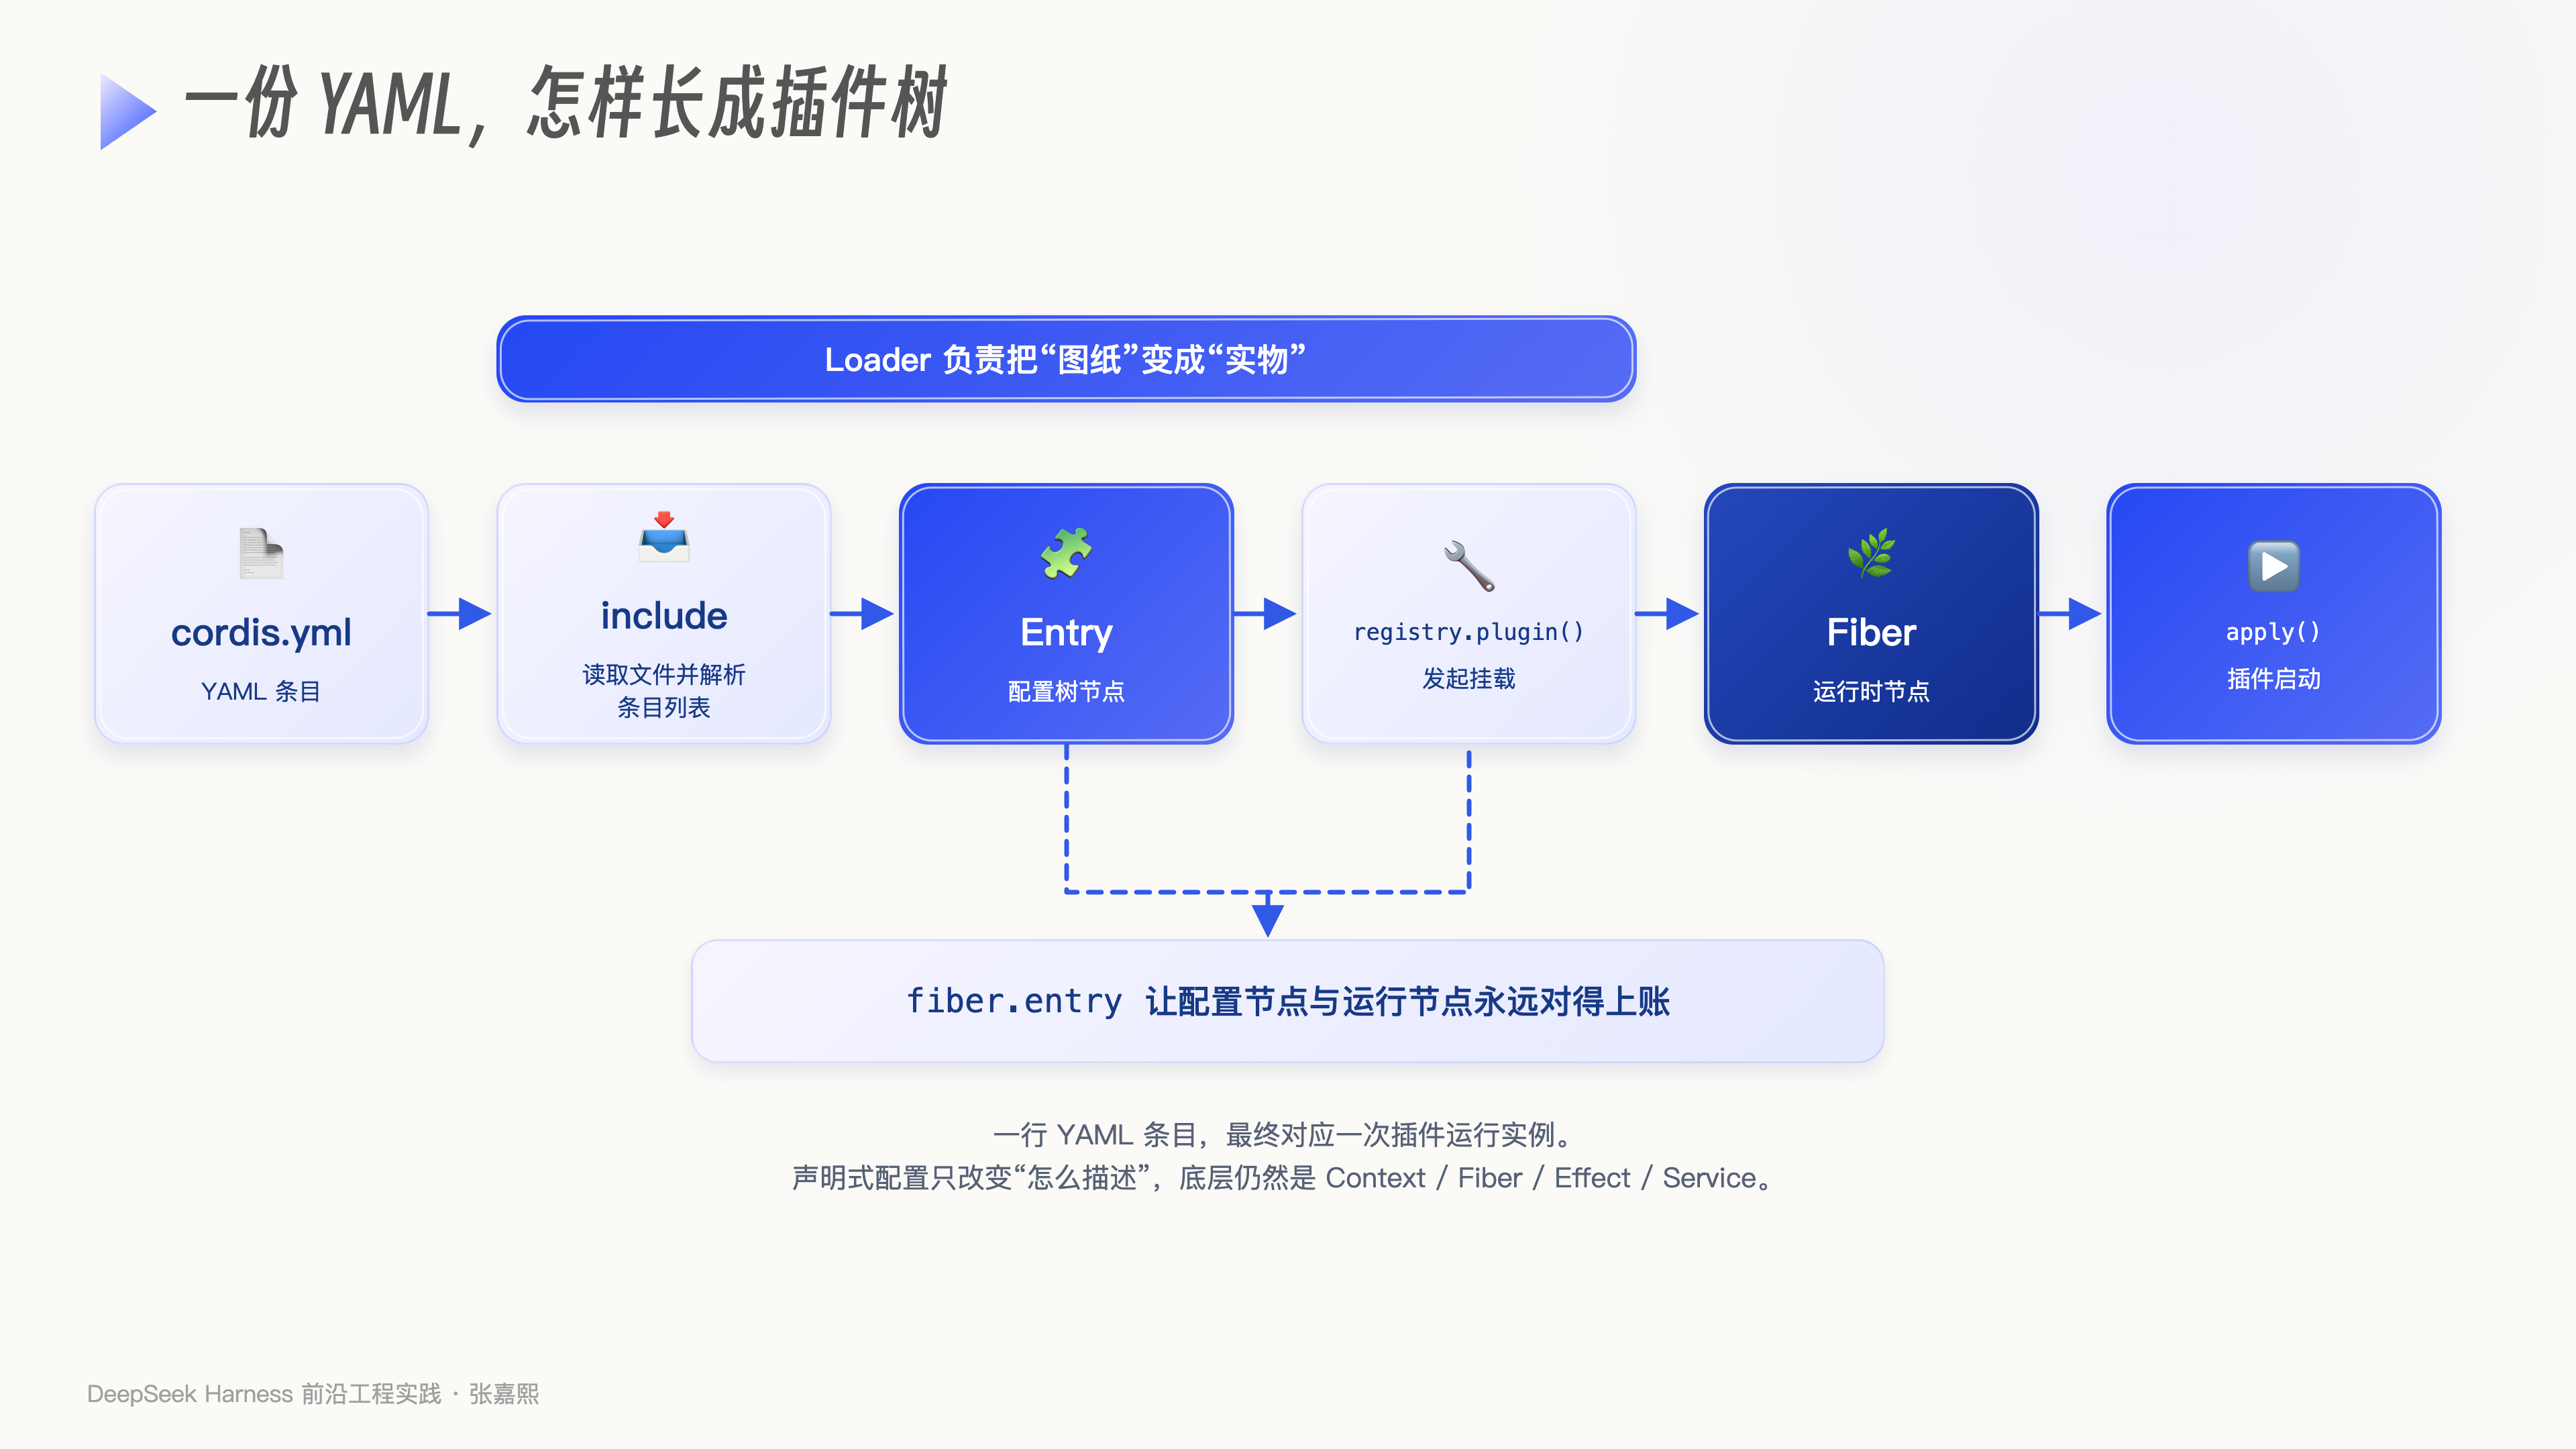 一份 YAML，怎样长成插件树
Loader 负责把“图纸”变成“实物”
cordis.yml
YAML 条目
include
读取文件并解析
条目列表
Entry
配置树节点
registry.plugin()
发起挂载
Fiber
运行时节点
apply()
插件启动
fiber.entry 让配置节点与运行节点永远对得上账
一行 YAML 条目，最终对应一次插件运行实例。
声明式配置只改变“怎么描述”，底层仍然是 Context / Fiber / Effect / Service。
DeepSeek Harness 前沿工程实践 · 张嘉熙